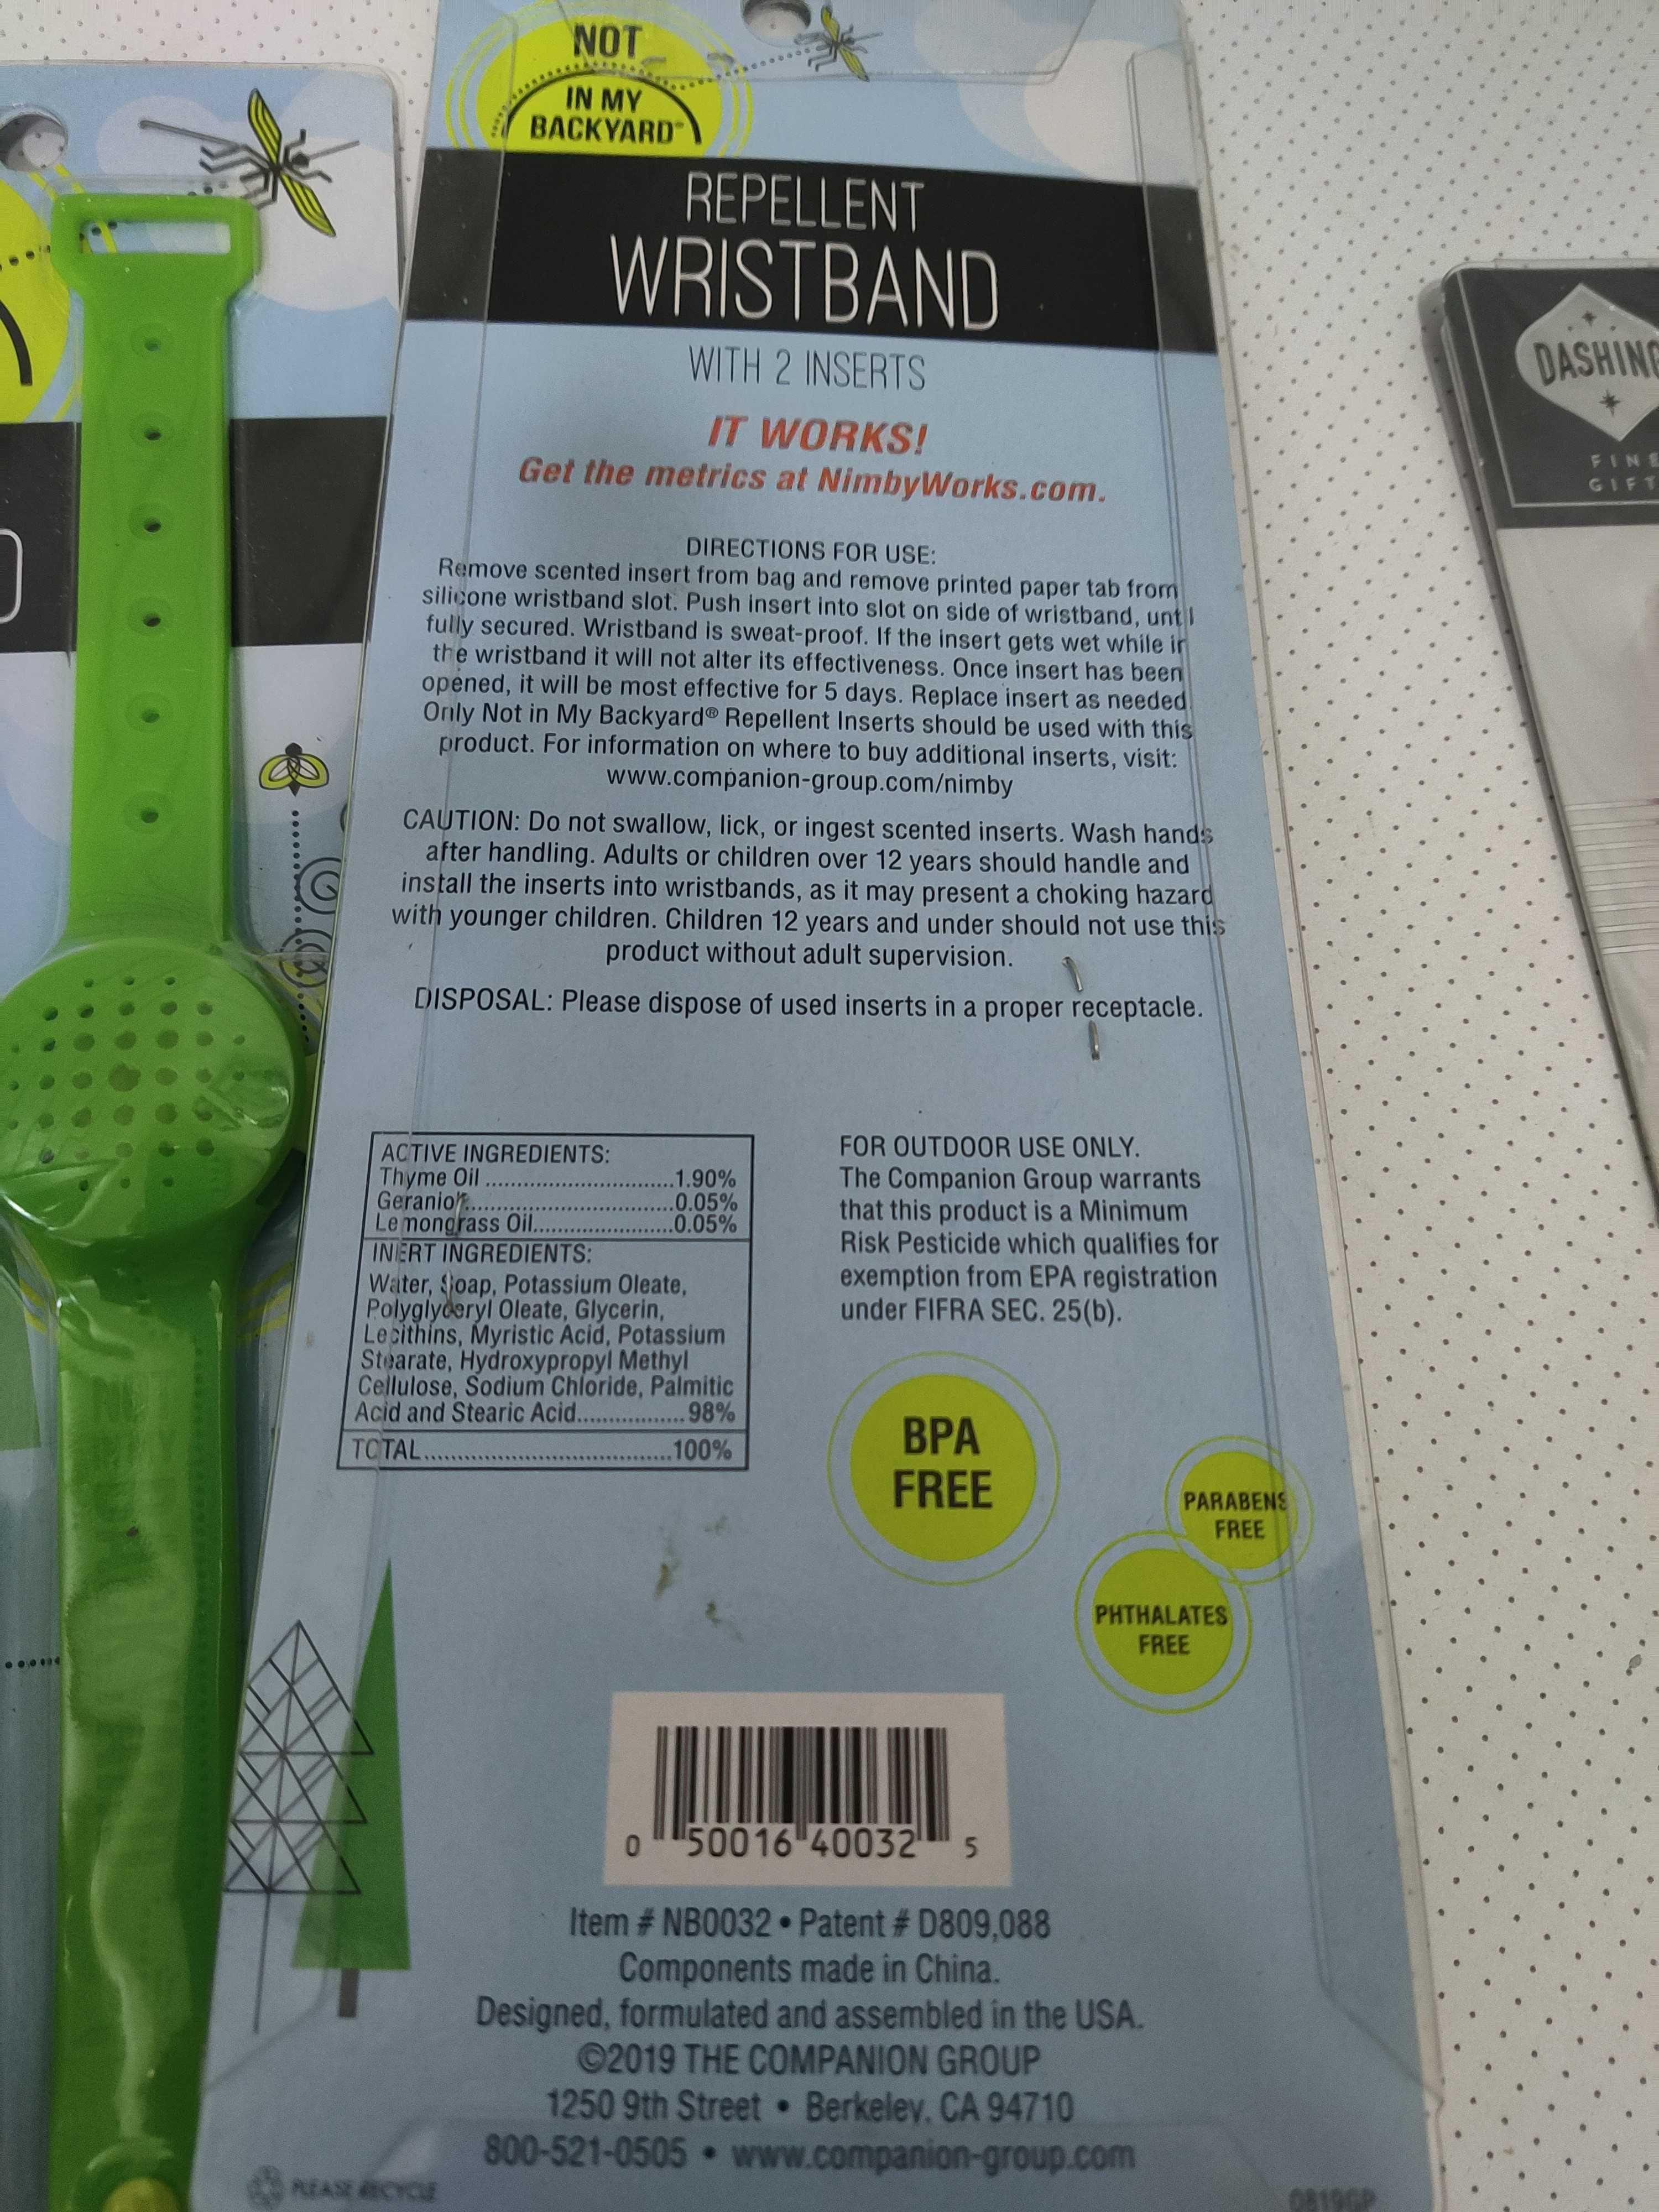 NOT
IN MY
BACKYARD
REPELLENT
WRISTBAND
WITH 2 INSERTS
IT WORKS!
Get the metrics at NimbyWorks.com.
DIRECTIONS FOR USE:
Remove scented insert from bag and remove printed paper tab from
silicone wristband slot. Push insert into slot on side of wristband, until
fully secured. Wristband is sweat-proof. If the insert gets wet while in
the wristband it will not alter its effectiveness. Once insert has been
opened, it will be most effective for 5 days. Replace insert as needed.
Only Not in My Backyard® Repellent Inserts should be used with this
product. For information on where to buy additional inserts, visit:
www.companion-group.com/nimby
CAUTION: Do not swallow, lick, or ingest scented inserts. Wash hands
after handling. Adults or children over 12 years should handle and
install the inserts into wristbands, as it may present a choking hazard
with younger children. Children 12 years and under should not use this
product without adult supervision.
DISPOSAL: Please dispose of used inserts in a proper receptacle.
ACTIVE INGREDIENTS:
Thyme Oil ..............................1.90%
Geraniol.................................0.05%
Lemongrass Oil......................0.05%
INERT INGREDIENTS:
Water, Soap, Potassium Oleate,
Polyglyceryl Oleate, Glycerin,
Lecithins, Myristic Acid, Potassium
Stearate, Hydroxypropyl Methyl
Cellulose, Sodium Chloride, Palmitic
Acid and Stearic Acid.................98%
TOTAL.......................................100%
FOR OUTDOOR USE ONLY.
The Companion Group warrants
that this product is a Minimum
Risk Pesticide which qualifies for
exemption from EPA registration
under FIFRA SEC. 25(b).
BPA
FREE
PARABENS
FREE
PHTHALATES
FREE
0 50016 40032 5
Item # NB0032 • Patent # D809,088
Components made in China.
Designed, formulated and assembled in the USA.
©2019 THE COMPANION GROUP
1250 9th Street • Berkeley, CA 94710
800-521-0505 • www.companion-group.com
PLEASE RECYCLE
0819GP
DASHING
FINE
GIFT